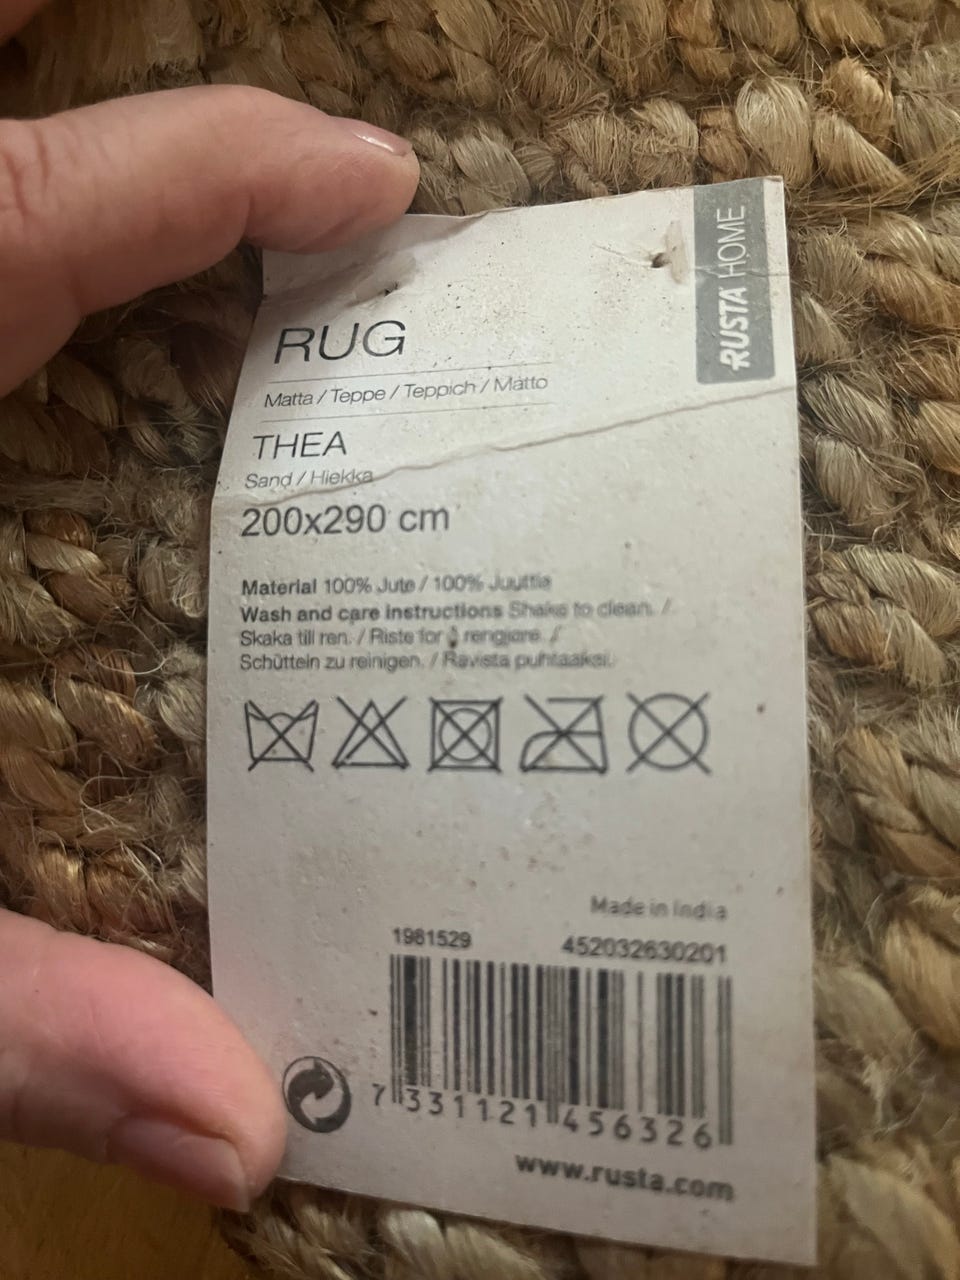 RUSTA HOME
RUG
Matta / Teppe / Teppich / Matto
THEA
Sand / Hiekka
200x290 cm
Material 100% Jute / 100% Juuttia
Wash and care instructions Shake to clean. /
Skaka till ren. / Riste for å rengjøre. /
Schütteln zu reinigen. / Ravista puhtaaksi.
Made in India
1981529 452032630201
7 331121 456326
www.rusta.com